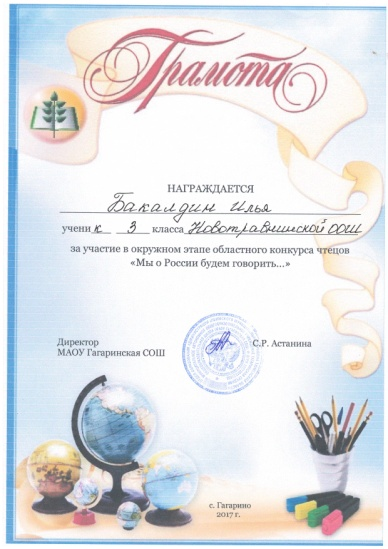 Грамота
НАГРАЖДАЕТСЯ
Бакалдин Илья
учени к 3 класса Новотравнинской ООШ
за участие в окружном этапе областного конкурса чтецов
«Мы о России будем говорить...»
Директор
МАОУ Гагаринская СОШ
С.Р. Астанина
с. Гагарино
2017 г.